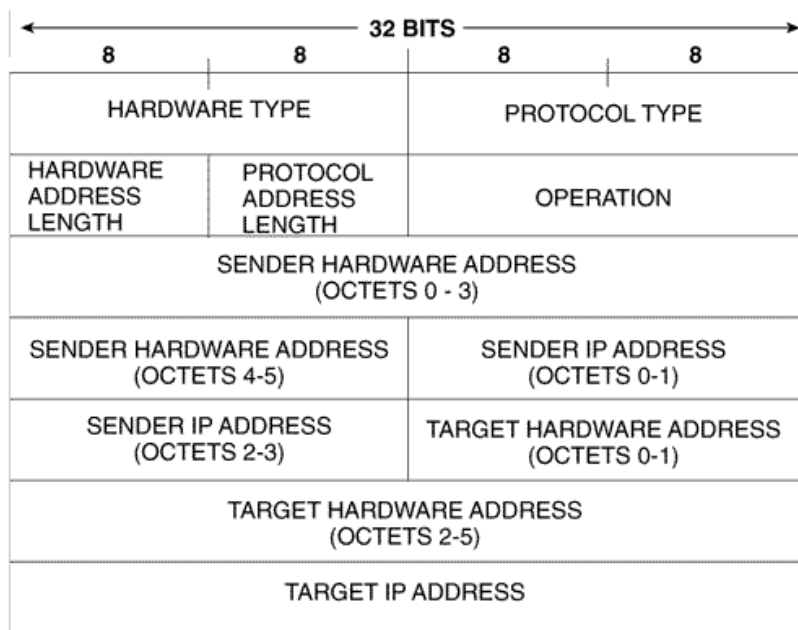 32 BITS
8 8 8 8
HARDWARE TYPE PROTOCOL TYPE
HARDWARE
ADDRESS
LENGTH
PROTOCOL
ADDRESS
LENGTH
OPERATION
SENDER HARDWARE ADDRESS
(OCTETS 0 - 3)
SENDER HARDWARE ADDRESS
(OCTETS 4-5)
SENDER IP ADDRESS
(OCTETS 0-1)
SENDER IP ADDRESS
(OCTETS 2-3)
TARGET HARDWARE ADDRESS
(OCTETS 0-1)
TARGET HARDWARE ADDRESS
(OCTETS 2-5)
TARGET IP ADDRESS